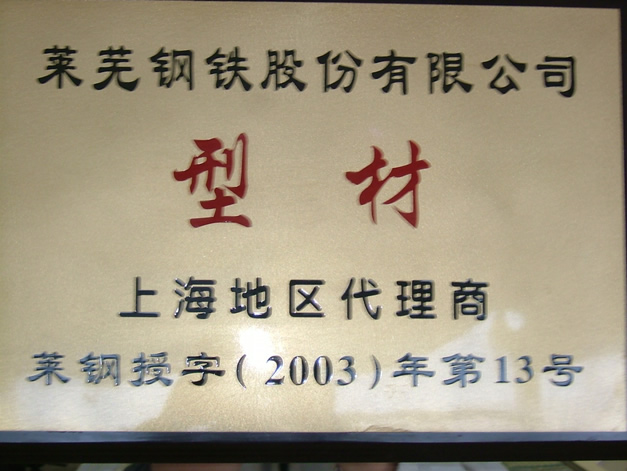 莱芜钢铁股份有限公司
型材
上海地区代理商
莱钢授字(2003)年第13号